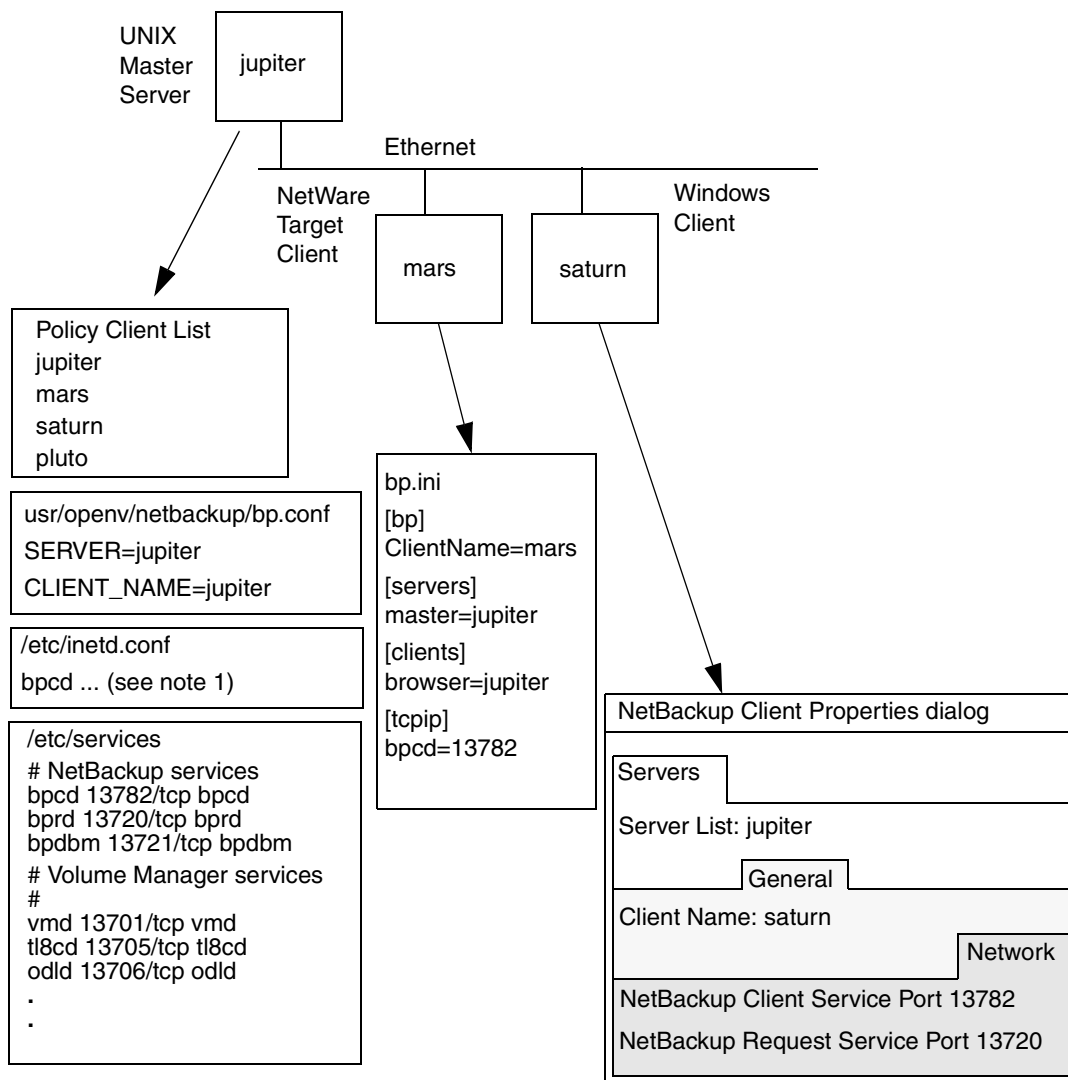 UNIX
Master
Server
jupiter
Ethernet
NetWare
Target
Client
mars
saturn
Windows
Client
Policy Client List
jupiter
mars
saturn
pluto
usr/openv/netbackup/bp.conf
SERVER=jupiter
CLIENT_NAME=jupiter
/etc/inetd.conf
bpcd ... (see note 1)
/etc/services
# NetBackup services
bpcd 13782/tcp bpcd
bprd 13720/tcp bprd
bpdbm 13721/tcp bpdbm
# Volume Manager services
#
vmd 13701/tcp vmd
tl8cd 13705/tcp tl8cd
odld 13706/tcp odld
.
.
bp.ini
[bp]
ClientName=mars
[servers]
master=jupiter
[clients]
browser=jupiter
[tcpip]
bpcd=13782
NetBackup Client Properties dialog
Servers
Server List: jupiter
General
Client Name: saturn
Network
NetBackup Client Service Port 13782
NetBackup Request Service Port 13720